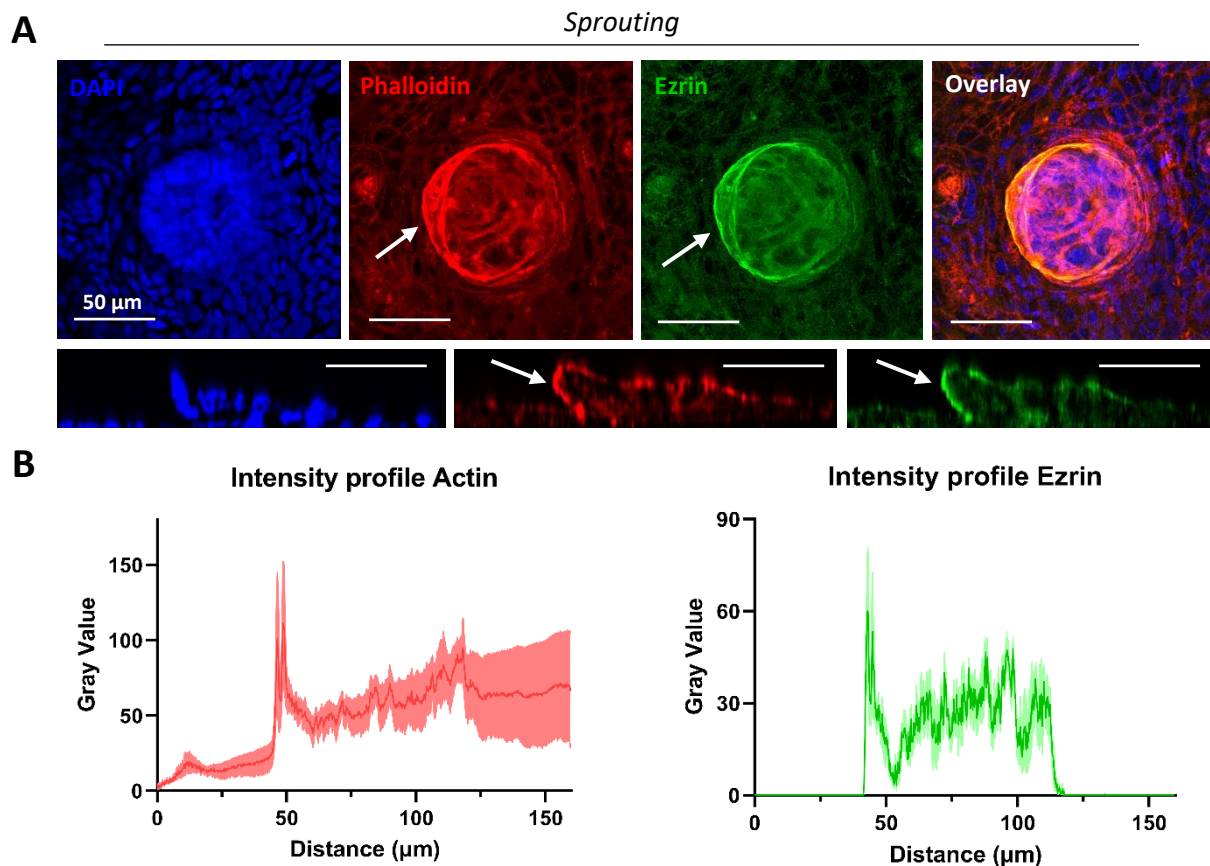 A
Sprouting
DAPI
Phalloidin
Ezrin
Overlay
50 µm
B
Intensity profile Actin
Gray Value
150
100
50
0
0
50
100
150
Distance (µm)
Intensity profile Ezrin
Gray Value
90
60
30
0
0
50
100
150
Distance (µm)